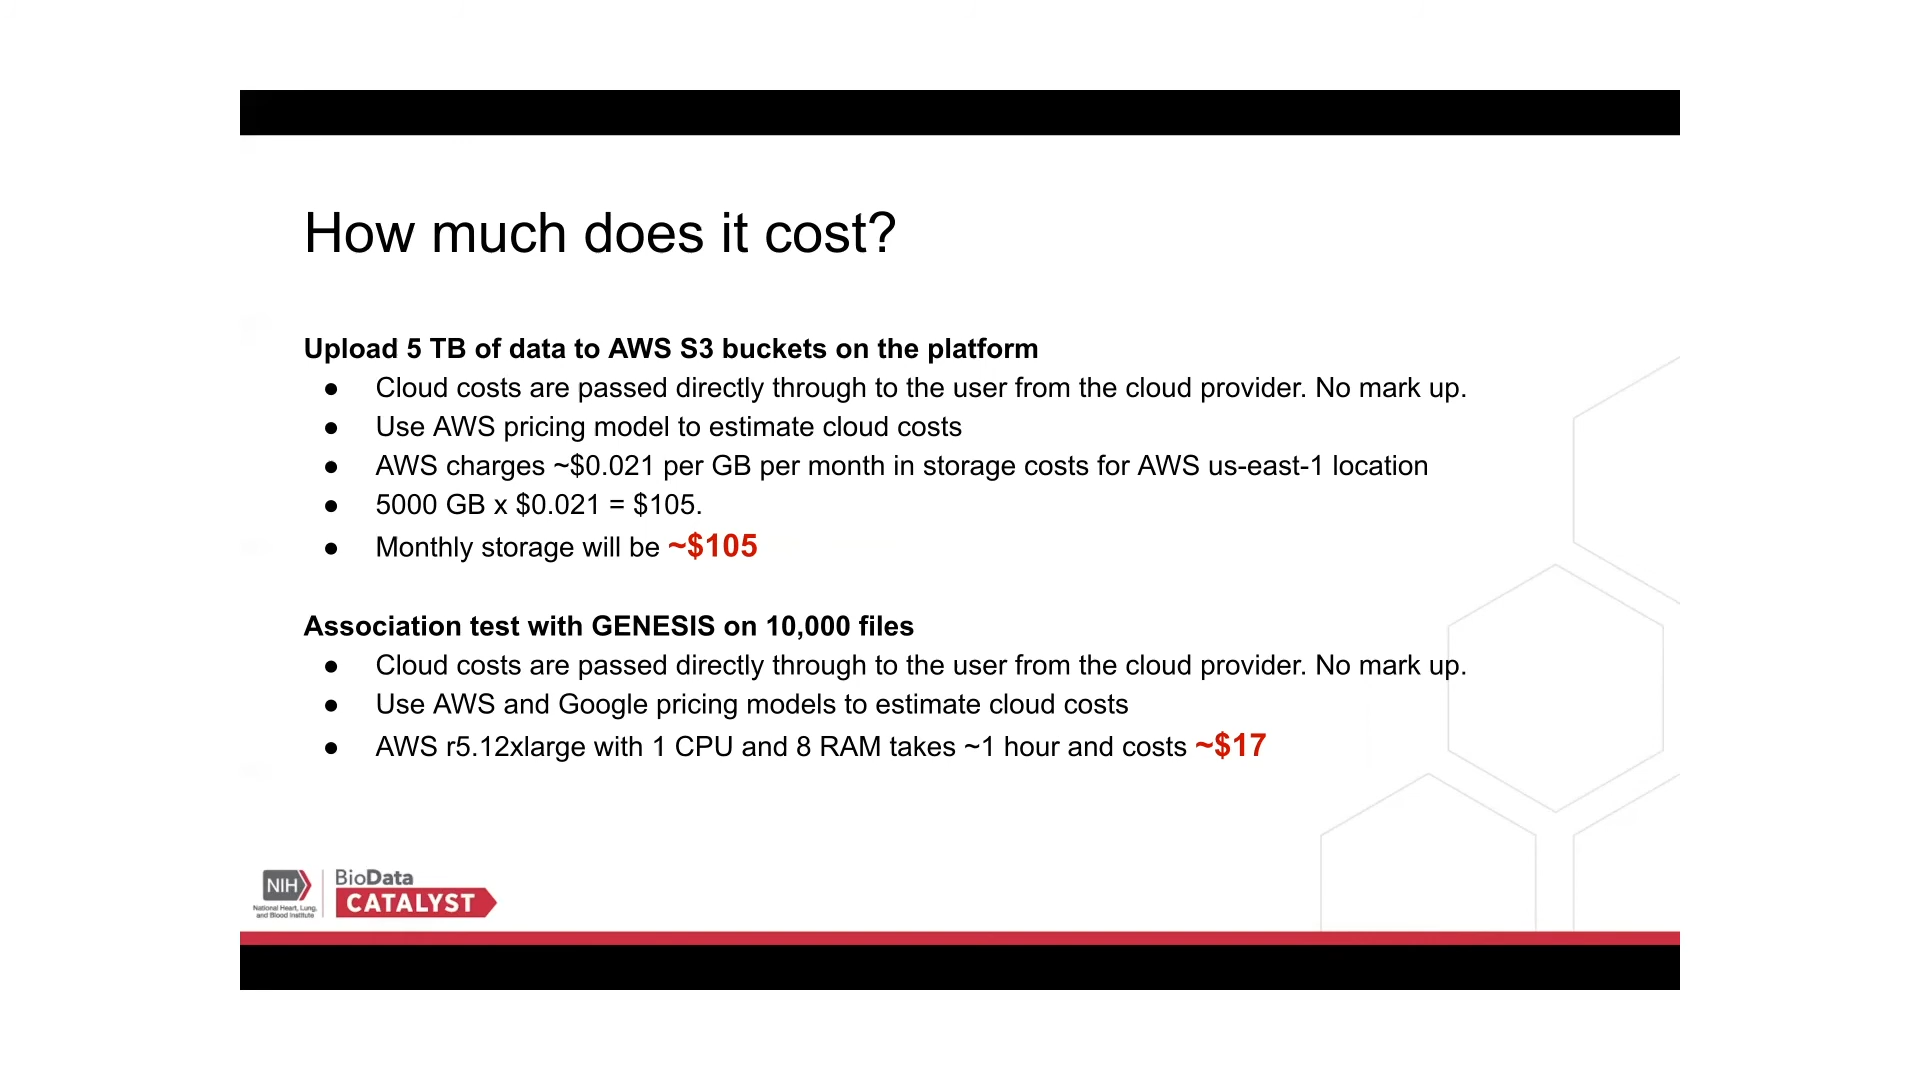 How much does it cost?
Upload 5 TB of data to AWS S3 buckets on the platform
● Cloud costs are passed directly through to the user from the cloud provider. No mark up.
● Use AWS pricing model to estimate cloud costs
● AWS charges ~$0.021 per GB per month in storage costs for AWS us-east-1 location
● 5000 GB x $0.021 = $105.
● Monthly storage will be ~$105
Association test with GENESIS on 10,000 files
● Cloud costs are passed directly through to the user from the cloud provider. No mark up.
● Use AWS and Google pricing models to estimate cloud costs
● AWS r5.12xlarge with 1 CPU and 8 RAM takes ~1 hour and costs ~$17
NIH
National Heart, Lung,
and Blood Institute
BioData
CATALYST